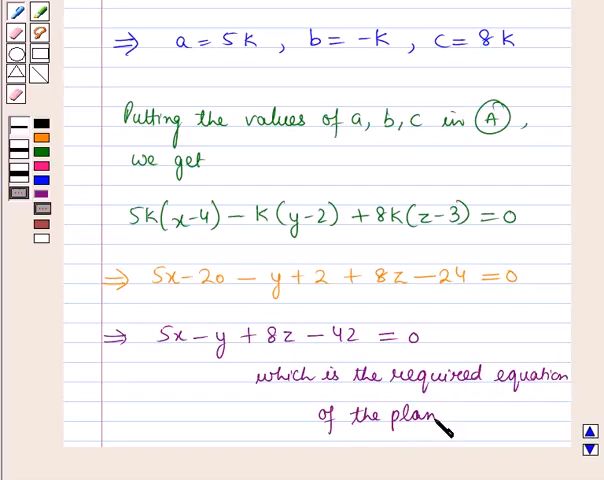 ⇒ a = 5k , b = -k , c = 8k
Putting the values of a, b, c in Ⓐ ,
we get
5k(x-4) - k(y-2) + 8k(z-3) = 0
⇒ 5x-20 - y+2 + 8z-24 = 0
⇒ 5x - y + 8z - 42 = 0
which is the required equation
of the plan